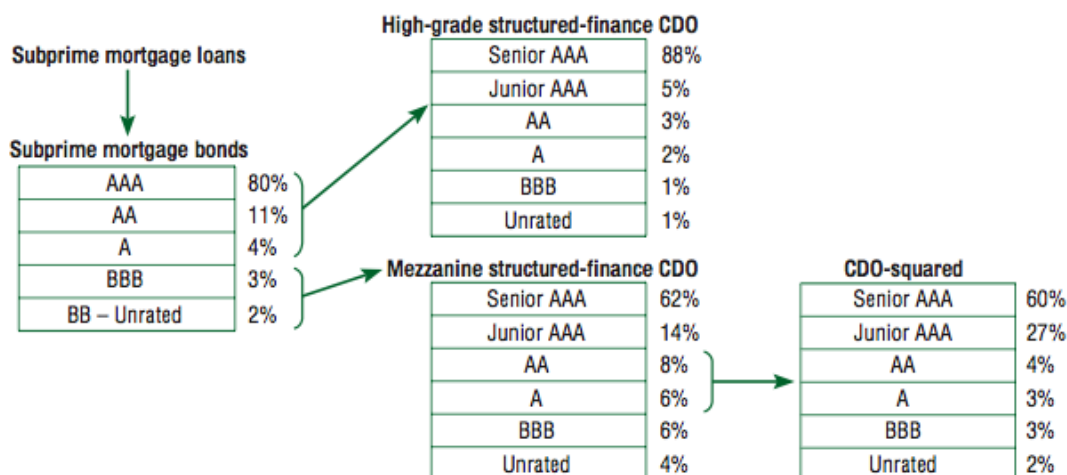 High-grade structured-finance CDO
Senior AAA 88%
Junior AAA 5%
AA 3%
A 2%
BBB 1%
Unrated 1%
Subprime mortgage loans
Subprime mortgage bonds
AAA 80%
AA 11%
A 4%
BBB 3%
BB – Unrated 2%
Mezzanine structured-finance CDO
Senior AAA 62%
Junior AAA 14%
AA 8%
A 6%
BBB 6%
Unrated 4%
CDO-squared
Senior AAA 60%
Junior AAA 27%
AA 4%
A 3%
BBB 3%
Unrated 2%